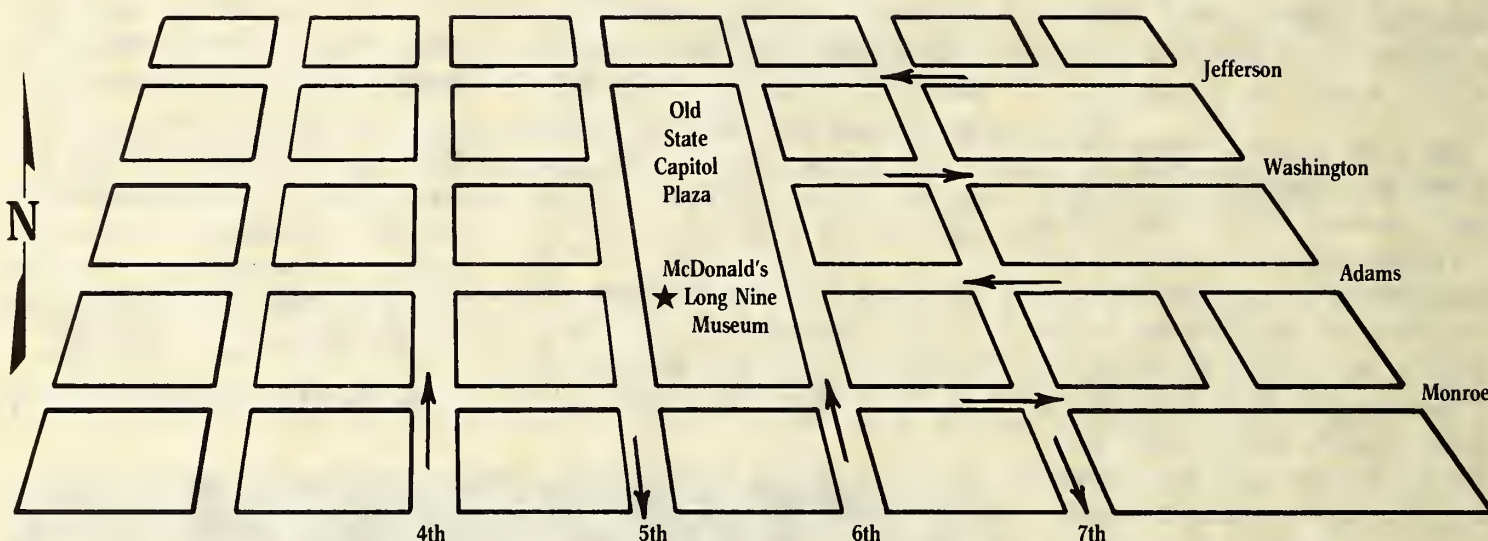 Jefferson
Old
State
Capitol
Plaza
Washington
N
McDonald's
★ Long Nine
Museum
Adams
Monroe
4th
5th
6th
7th